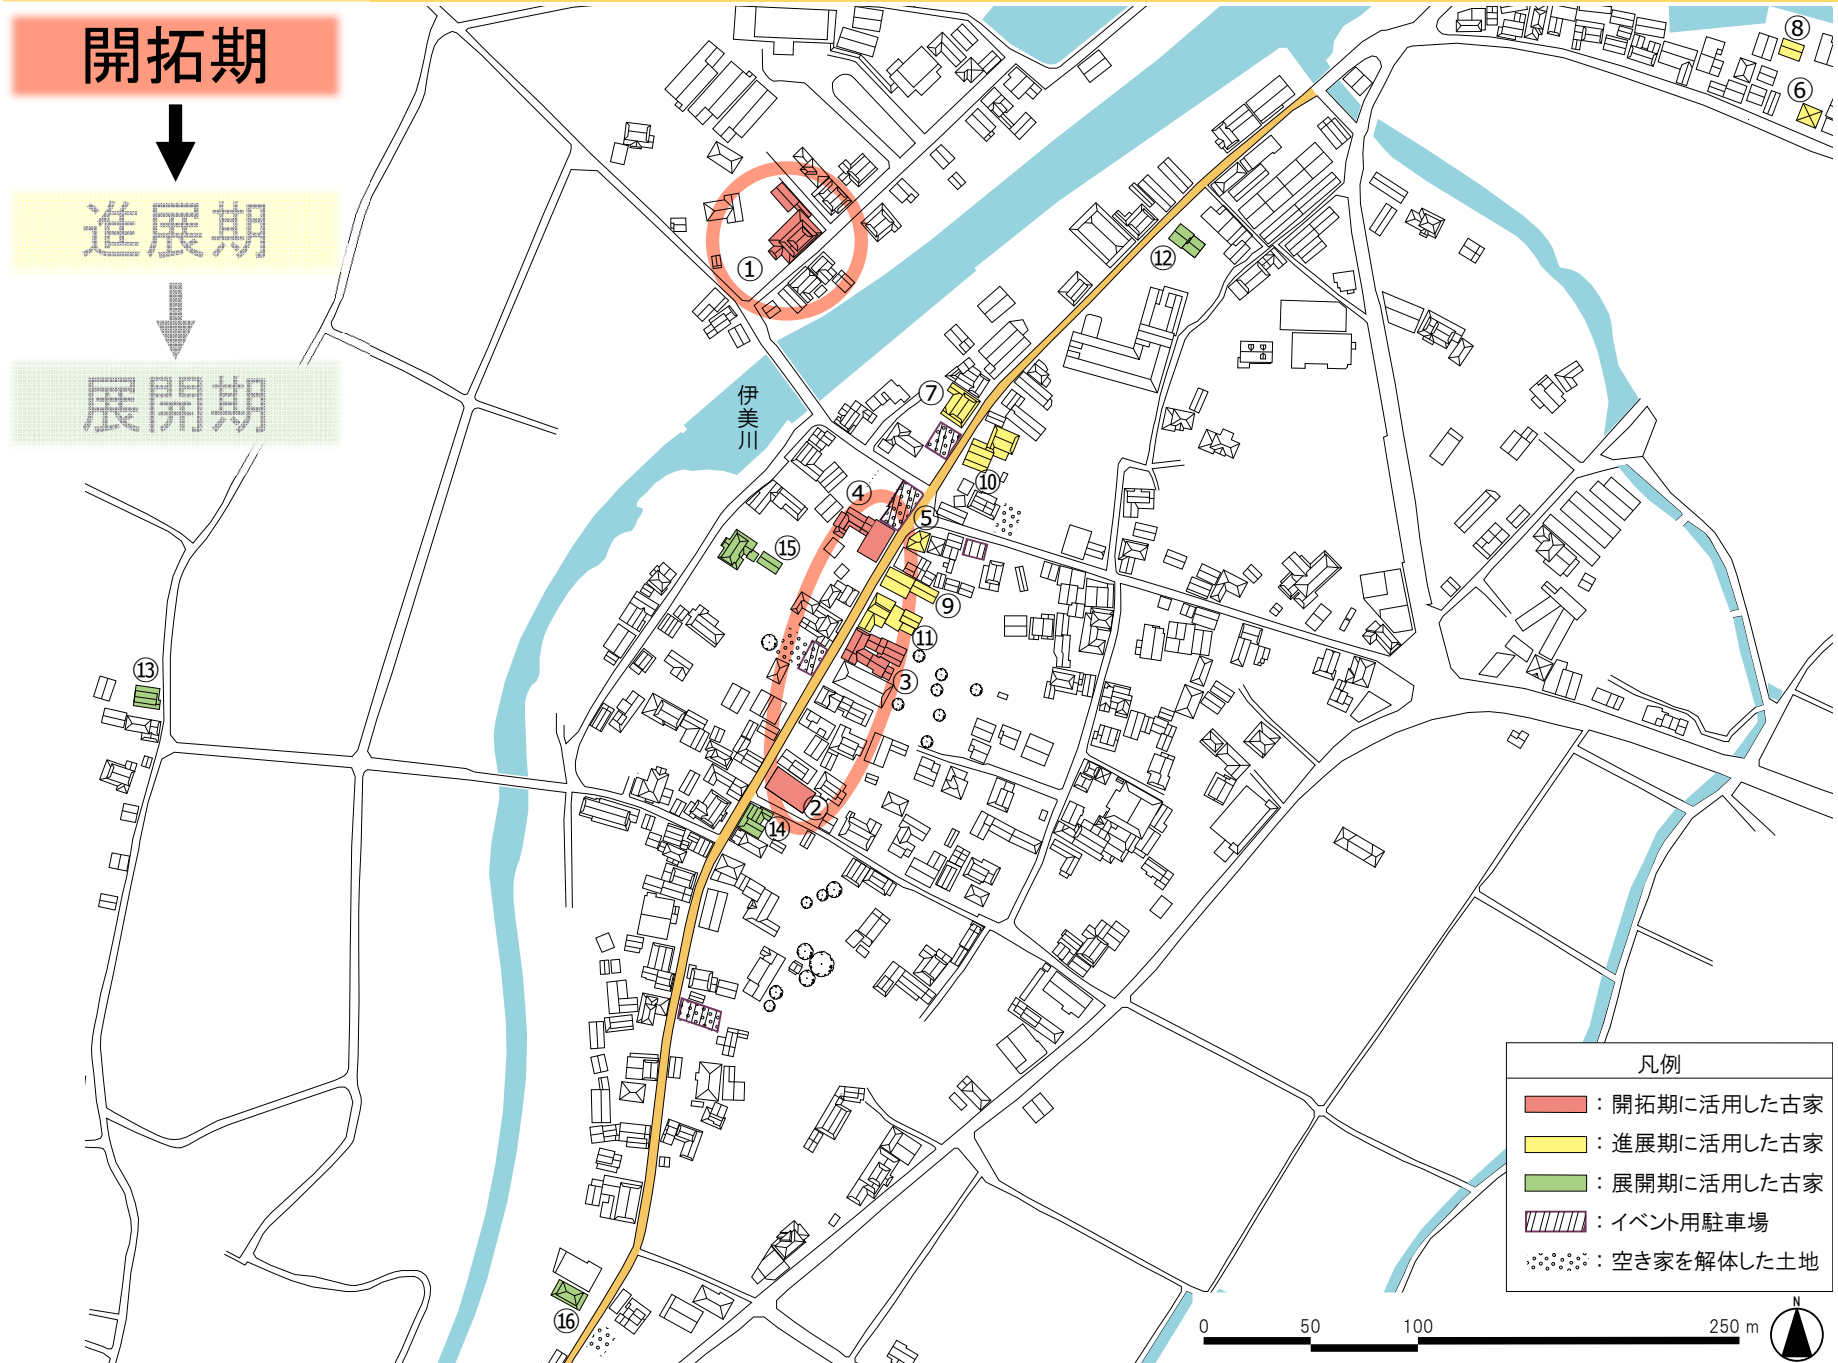 開拓期
進展期
展開期
⑧
⑥
①
⑫
伊美川
⑦
⑩
④
⑤
⑮
⑨
⑪
⑬
③
②
⑭
⑯
凡例
：開拓期に活用した古家
：進展期に活用した古家
：展開期に活用した古家
：イベント用駐車場
：空き家を解体した土地
0 50 100 250 m
N